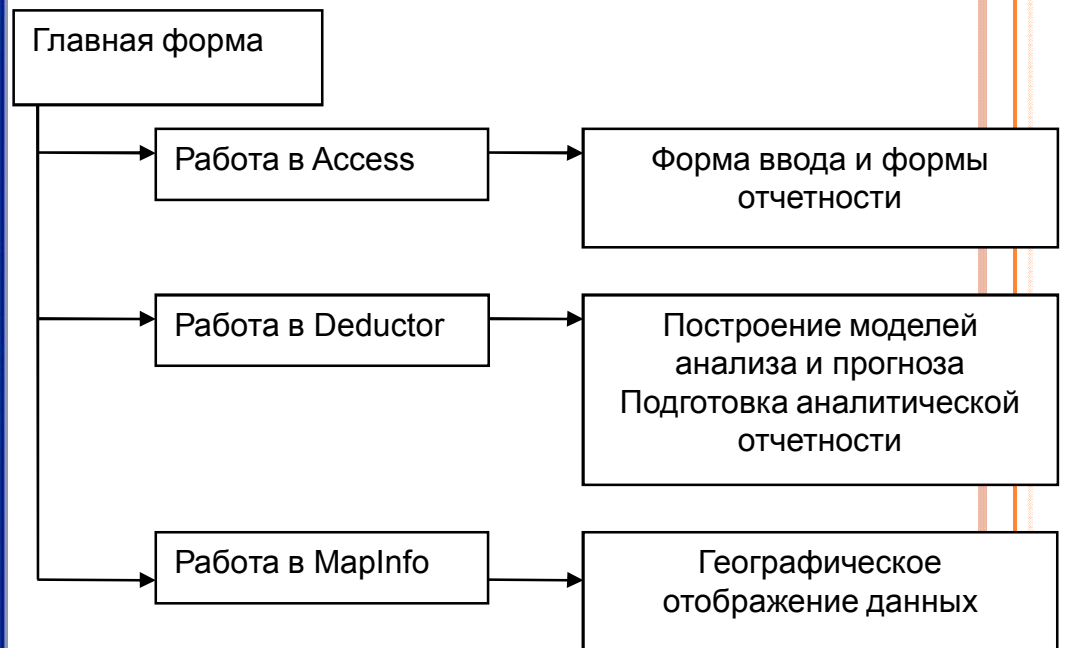 Главная форма
Работа в Access
Форма ввода и формы
отчетности
Работа в Deductor
Построение моделей
анализа и прогноза
Подготовка аналитической
отчетности
Работа в MapInfo
Географическое
отображение данных